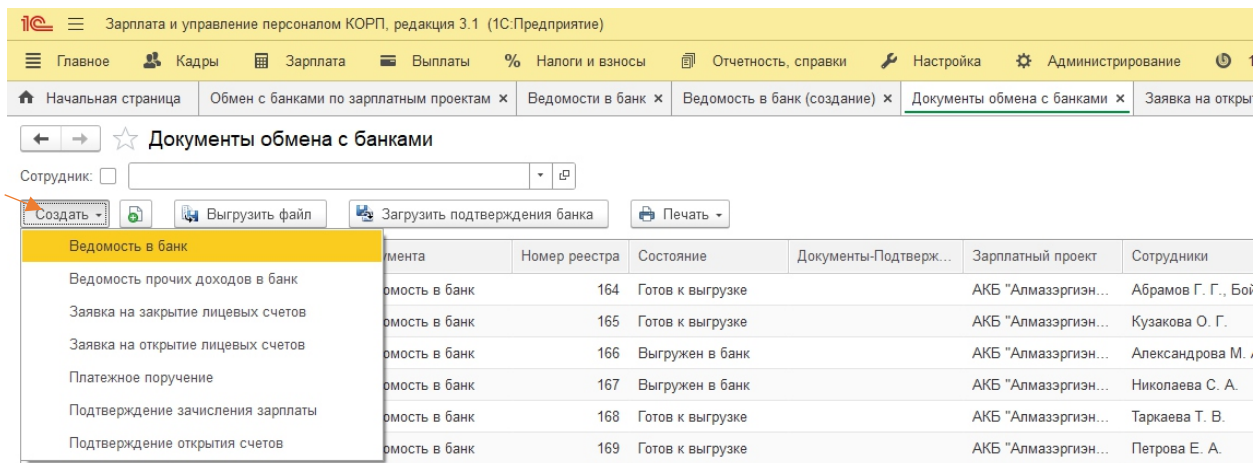 1С Зарплата и управление персоналом КОРП, редакция 3.1 (1С:Предприятие)
Главное Кадры Зарплата Выплаты % Налоги и взносы Отчетность, справки Настройка Администрирование 1
Начальная страница Обмен с банками по зарплатным проектам × Ведомости в банк × Ведомость в банк (создание) × Документы обмена с банками × Заявка на откры
Документы обмена с банками
Сотрудник:
Создать Выгрузить файл Загрузить подтверждения банка Печать
Ведомость в банк
Ведомость прочих доходов в банк
Заявка на закрытие лицевых счетов
Заявка на открытие лицевых счетов
Платежное поручение
Подтверждение зачисления зарплаты
Подтверждение открытия счетов
умента Номер реестра Состояние Документы-Подтверж... Зарплатный проект Сотрудники
омость в банк 164 Готов к выгрузке АКБ "Алмазэргиэн... Абрамов Г. Г., Бой
омость в банк 165 Готов к выгрузке АКБ "Алмазэргиэн... Кузакова О. Г.
омость в банк 166 Выгружен в банк АКБ "Алмазэргиэн... Александрова М.
омость в банк 167 Выгружен в банк АКБ "Алмазэргиэн... Николаева С. А.
омость в банк 168 Готов к выгрузке АКБ "Алмазэргиэн... Таркаева Т. В.
омость в банк 169 Готов к выгрузке АКБ "Алмазэргиэн... Петрова Е. А.